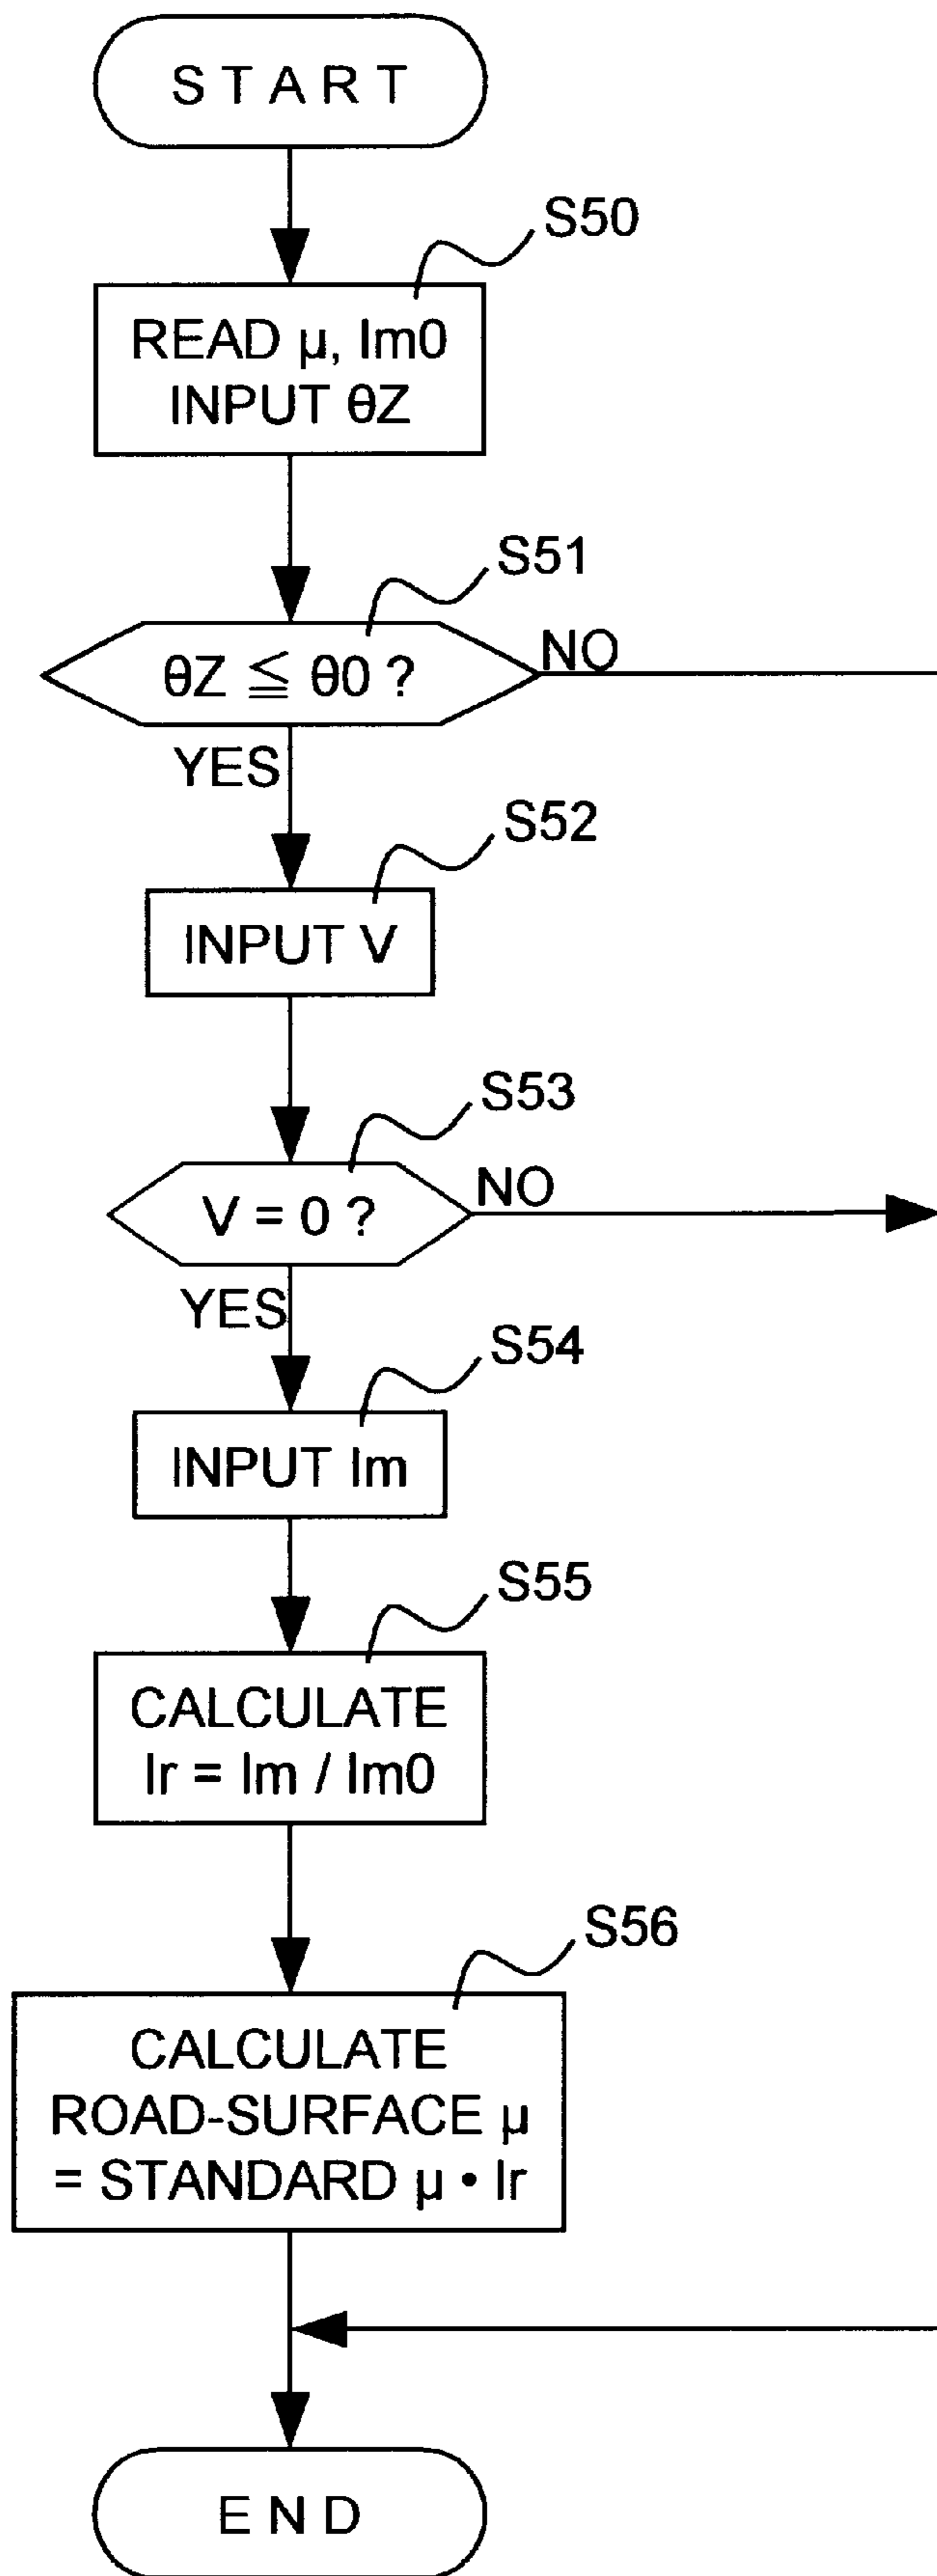 START
S50
READ μ, Im0
INPUT θZ
S51
θZ ≦ θ0 ?
NO
YES
S52
INPUT V
S53
V = 0 ?
NO
YES
S54
INPUT Im
S55
CALCULATE
Ir = Im / Im0
S56
CALCULATE
ROAD-SURFACE μ
= STANDARD μ • Ir
END